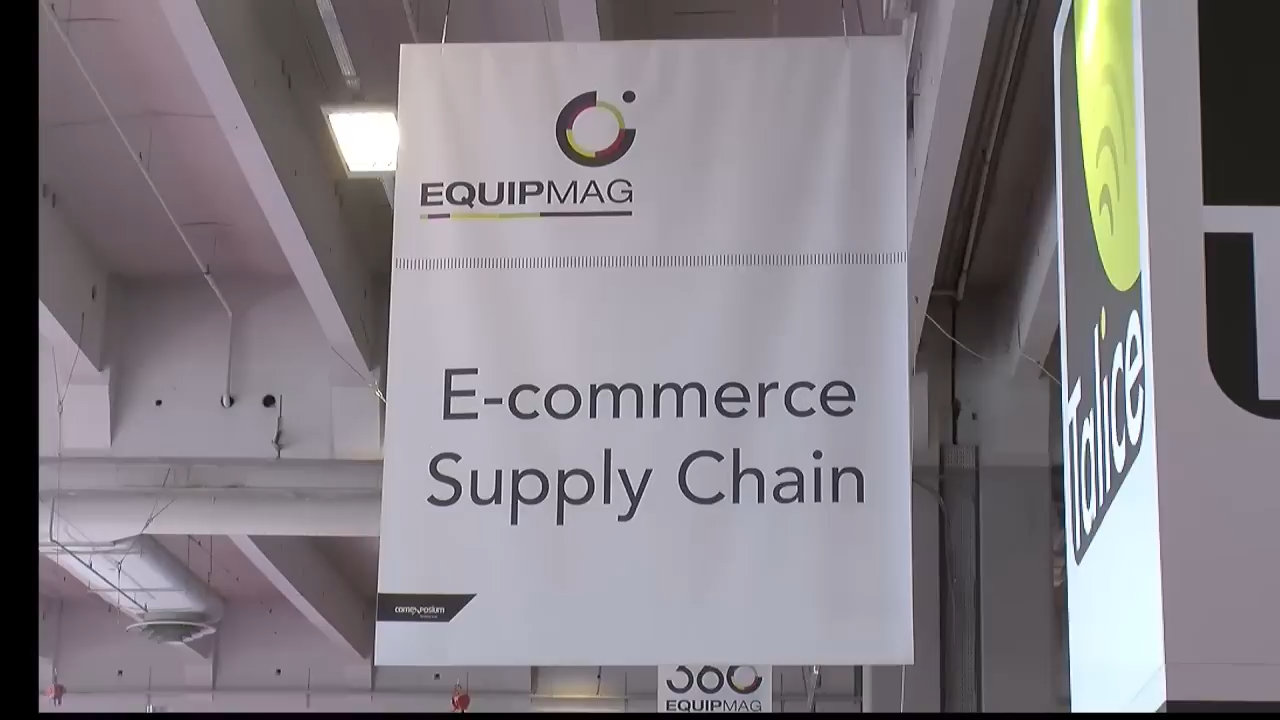 EQUIPMAG
E-commerce
Supply Chain
comexposium
Talice
360
EQUIPMAG